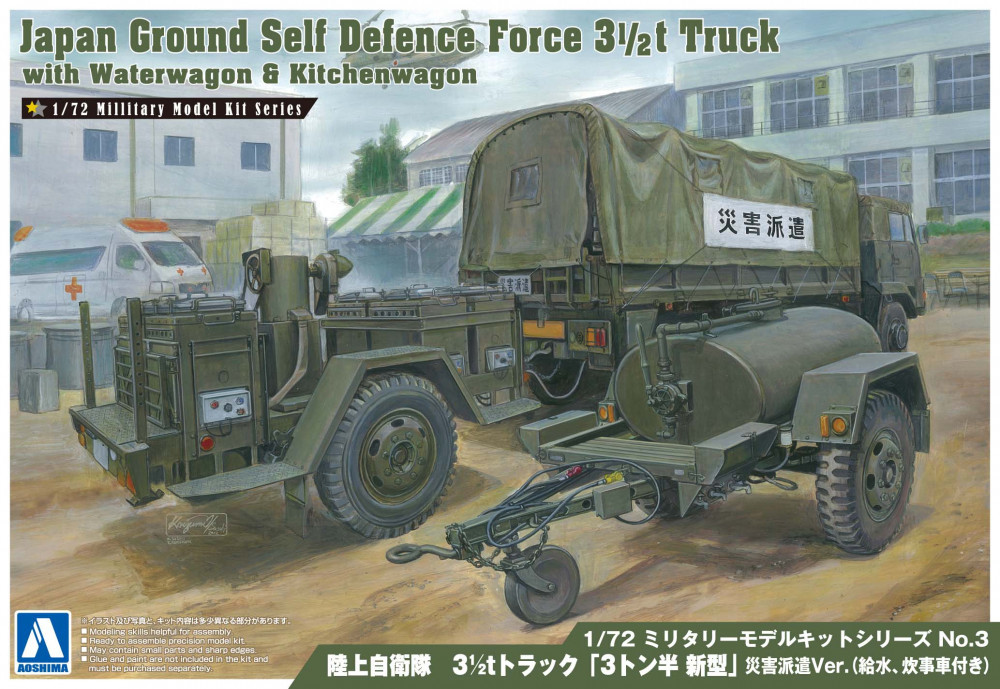 Japan Ground Self Defence Force 3½t Truck
with Waterwagon & Kitchenwagon
1/72 Millitary Model Kit Series
災害派遣
災害派遣
※イラスト及び写真と、キット内容は多少異なる部分があります。
■ Modeling skills helpful for assembly.
■ Ready to assemble precision model kit.
■ May contain small parts and sharp edges.
■ Glue and paint are not included in the kit and
must be purchased separately
AOSHIMA
1/72 ミリタリーモデルキットシリーズ No.3
陸上自衛隊 3½tトラック「3トン半 新型」災害派遣Ver.(給水、炊事車付き)